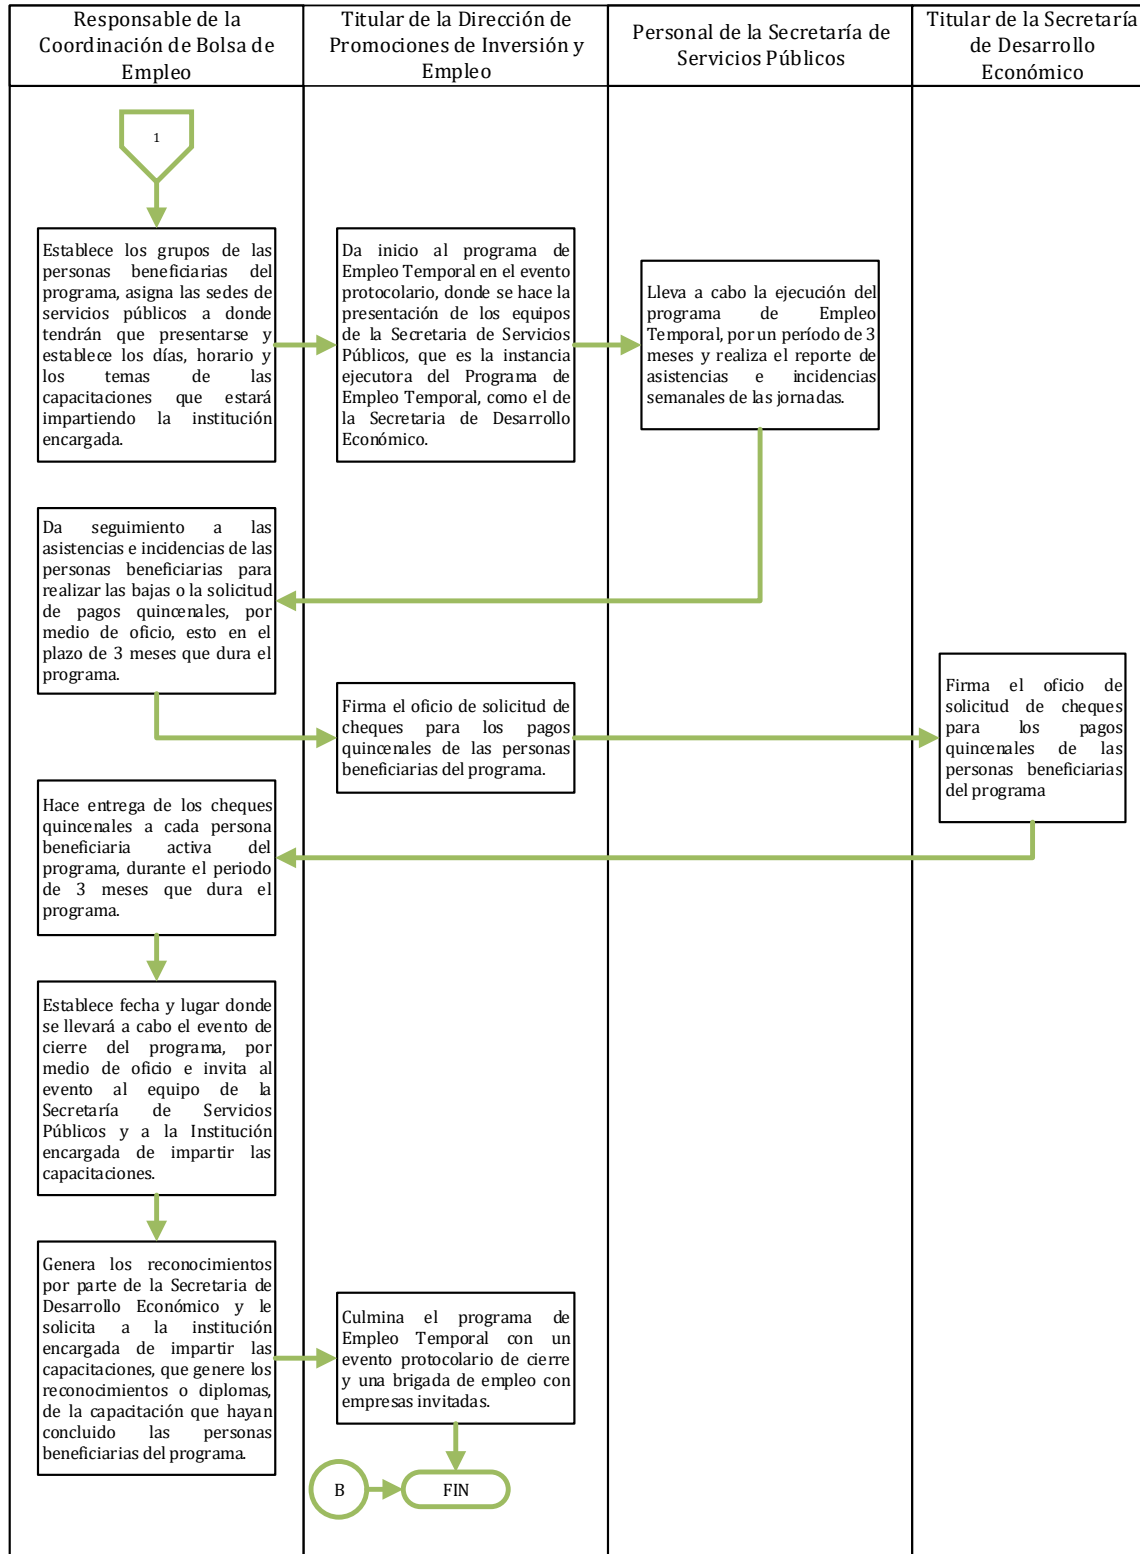 Responsable de la
Coordinación de Bolsa de
Empleo
Titular de la Dirección de
Promociones de Inversión y
Empleo
Personal de la Secretaría de
Servicios Públicos
Titular de la Secretaría
de Desarrollo
Económico
1
Establece los grupos de las
personas beneficiarias del
programa, asigna las sedes de
servicios públicos a donde
tendrán que presentarse y
establece los días, horario y
los temas de las
capacitaciones que estará
impartiendo la institución
encargada.
Da inicio al programa de
Empleo Temporal en el evento
protocolario, donde se hace la
presentación de los equipos
de la Secretaria de Servicios
Públicos, que es la instancia
ejecutora del Programa de
Empleo Temporal, como el de
la Secretaria de Desarrollo
Económico.
Lleva a cabo la ejecución del
programa de Empleo
Temporal, por un período de 3
meses y realiza el reporte de
asistencias e incidencias
semanales de las jornadas.
Da seguimiento a las
asistencias e incidencias de las
personas beneficiarias para
realizar las bajas o la solicitud
de pagos quincenales, por
medio de oficio, esto en el
plazo de 3 meses que dura el
programa.
Firma el oficio de solicitud de
cheques para los pagos
quincenales de las personas
beneficiarias del programa.
Firma el oficio de
solicitud de cheques
para los pagos
quincenales de las
personas beneficiarias
del programa
Hace entrega de los cheques
quincenales a cada persona
beneficiaria activa del
programa, durante el periodo
de 3 meses que dura el
programa.
Establece fecha y lugar donde
se llevará a cabo el evento de
cierre del programa, por
medio de oficio e invita al
evento al equipo de la
Secretaría de Servicios
Públicos y a la Institución
encargada de impartir las
capacitaciones.
Genera los reconocimientos
por parte de la Secretaria de
Desarrollo Económico y le
solicita a la institución
encargada de impartir las
capacitaciones, que genere los
reconocimientos o diplomas,
de la capacitación que hayan
concluido las personas
beneficiarias del programa.
Culmina el programa de
Empleo Temporal con un
evento protocolario de cierre
y una brigada de empleo con
empresas invitadas.
B
FIN